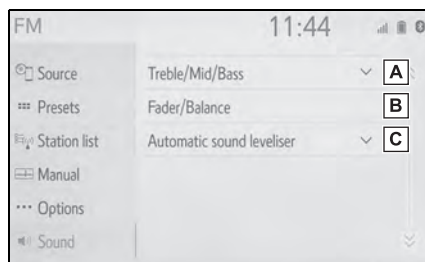 FM
11:44
Source
Presets
Station list
Manual
Options
Sound
Treble/Mid/Bass
A
Fader/Balance
B
Automatic sound leveliser
C